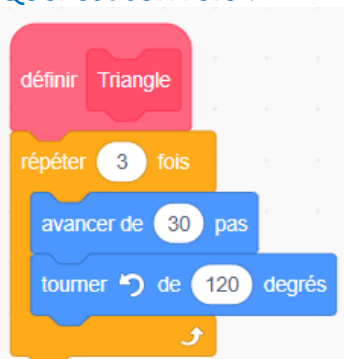 définir Triangle
répéter 3 fois
avancer de 30 pas
tourner de 120 degrés